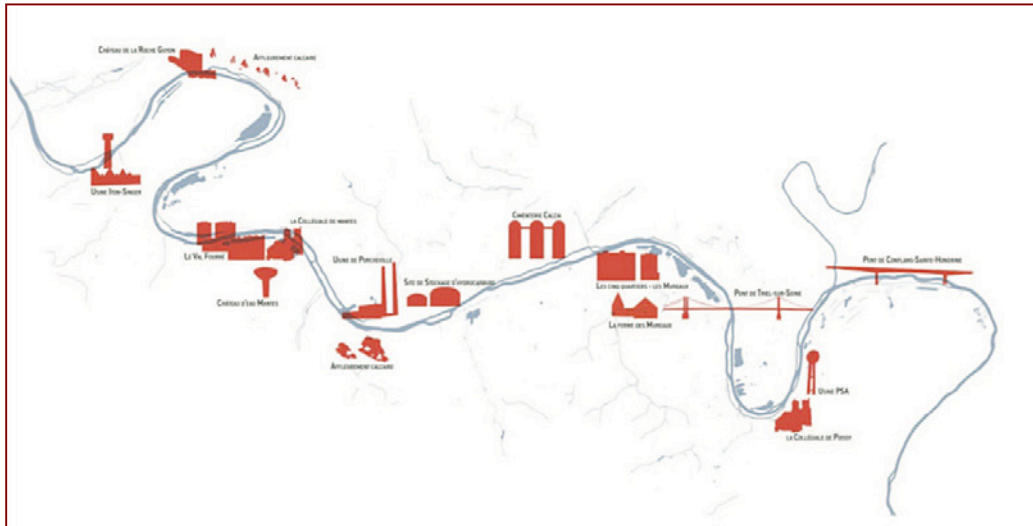 CHÂTEAU DE LA ROCHE GUYON
AFFLEUREMENT CALCAIRE
USINE ITON-SINGER
LA COLLÉGIALE DE MANTES
LE VAL FOURRÉ
CHÂTEAU D'EAU MANTES
USINE DE PORCHEVILLE
SITE DE STOCKAGE D'HYDROCARBURE
AFFLEUREMENT CALCAIRE
CIMENTERIE CALCIA
LES CINQ QUARTIERS - LES MUREAUX
LA FERME DES MUREAUX
PONT DE TRIEL-SUR-SEINE
PONT DE CONFLANS-SAINTE-HONORINE
USINE PSA
LA COLLÉGIALE DE POISSY